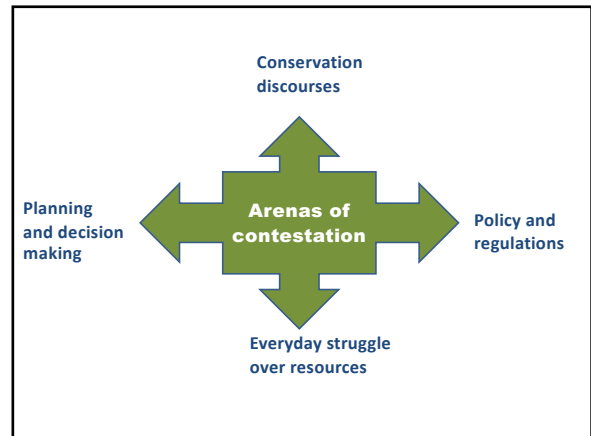 Conservation
discourses
Planning
and decision
making
Arenas of
contestation
Policy and
regulations
Everyday struggle
over resources